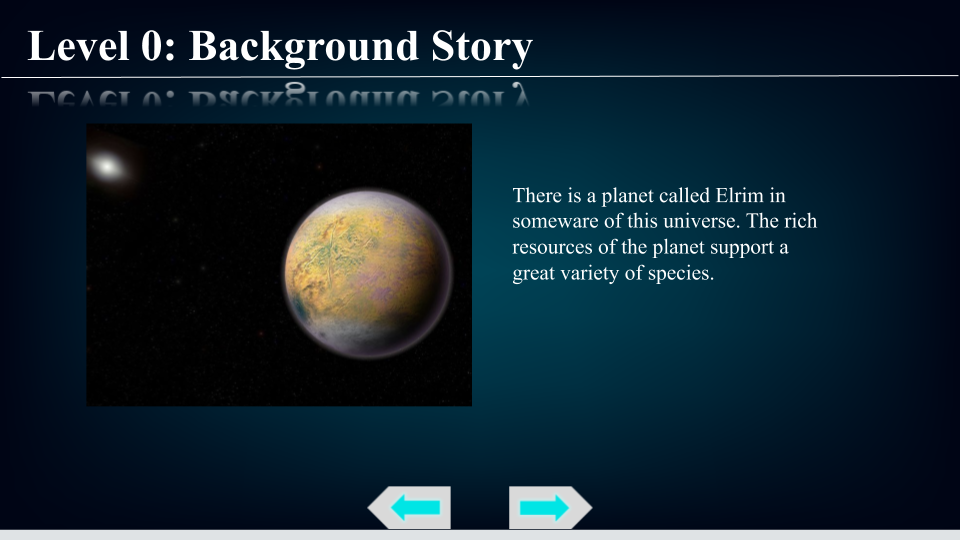 Level 0: Background Story
There is a planet called Elrim in
someware of this universe. The rich
resources of the planet support a
great variety of species.